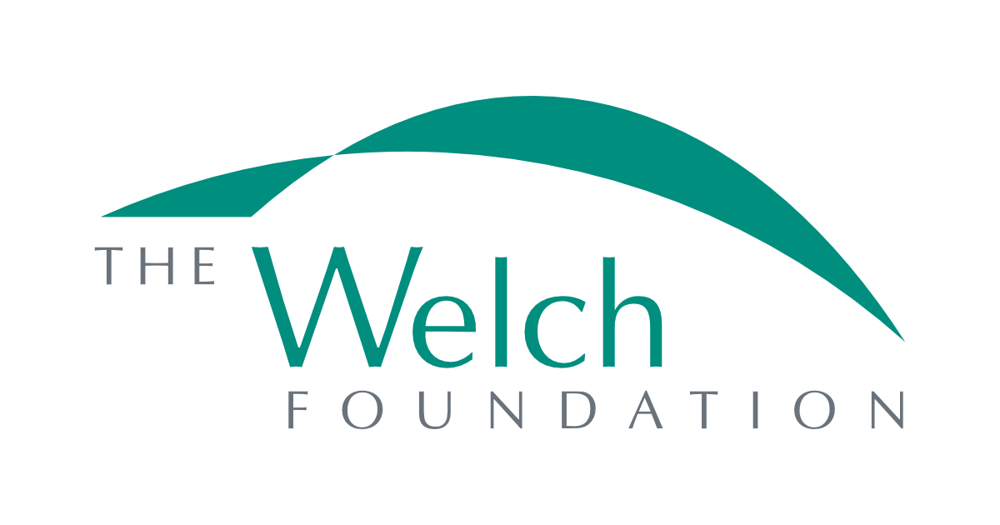 THE Welch
FOUNDATION